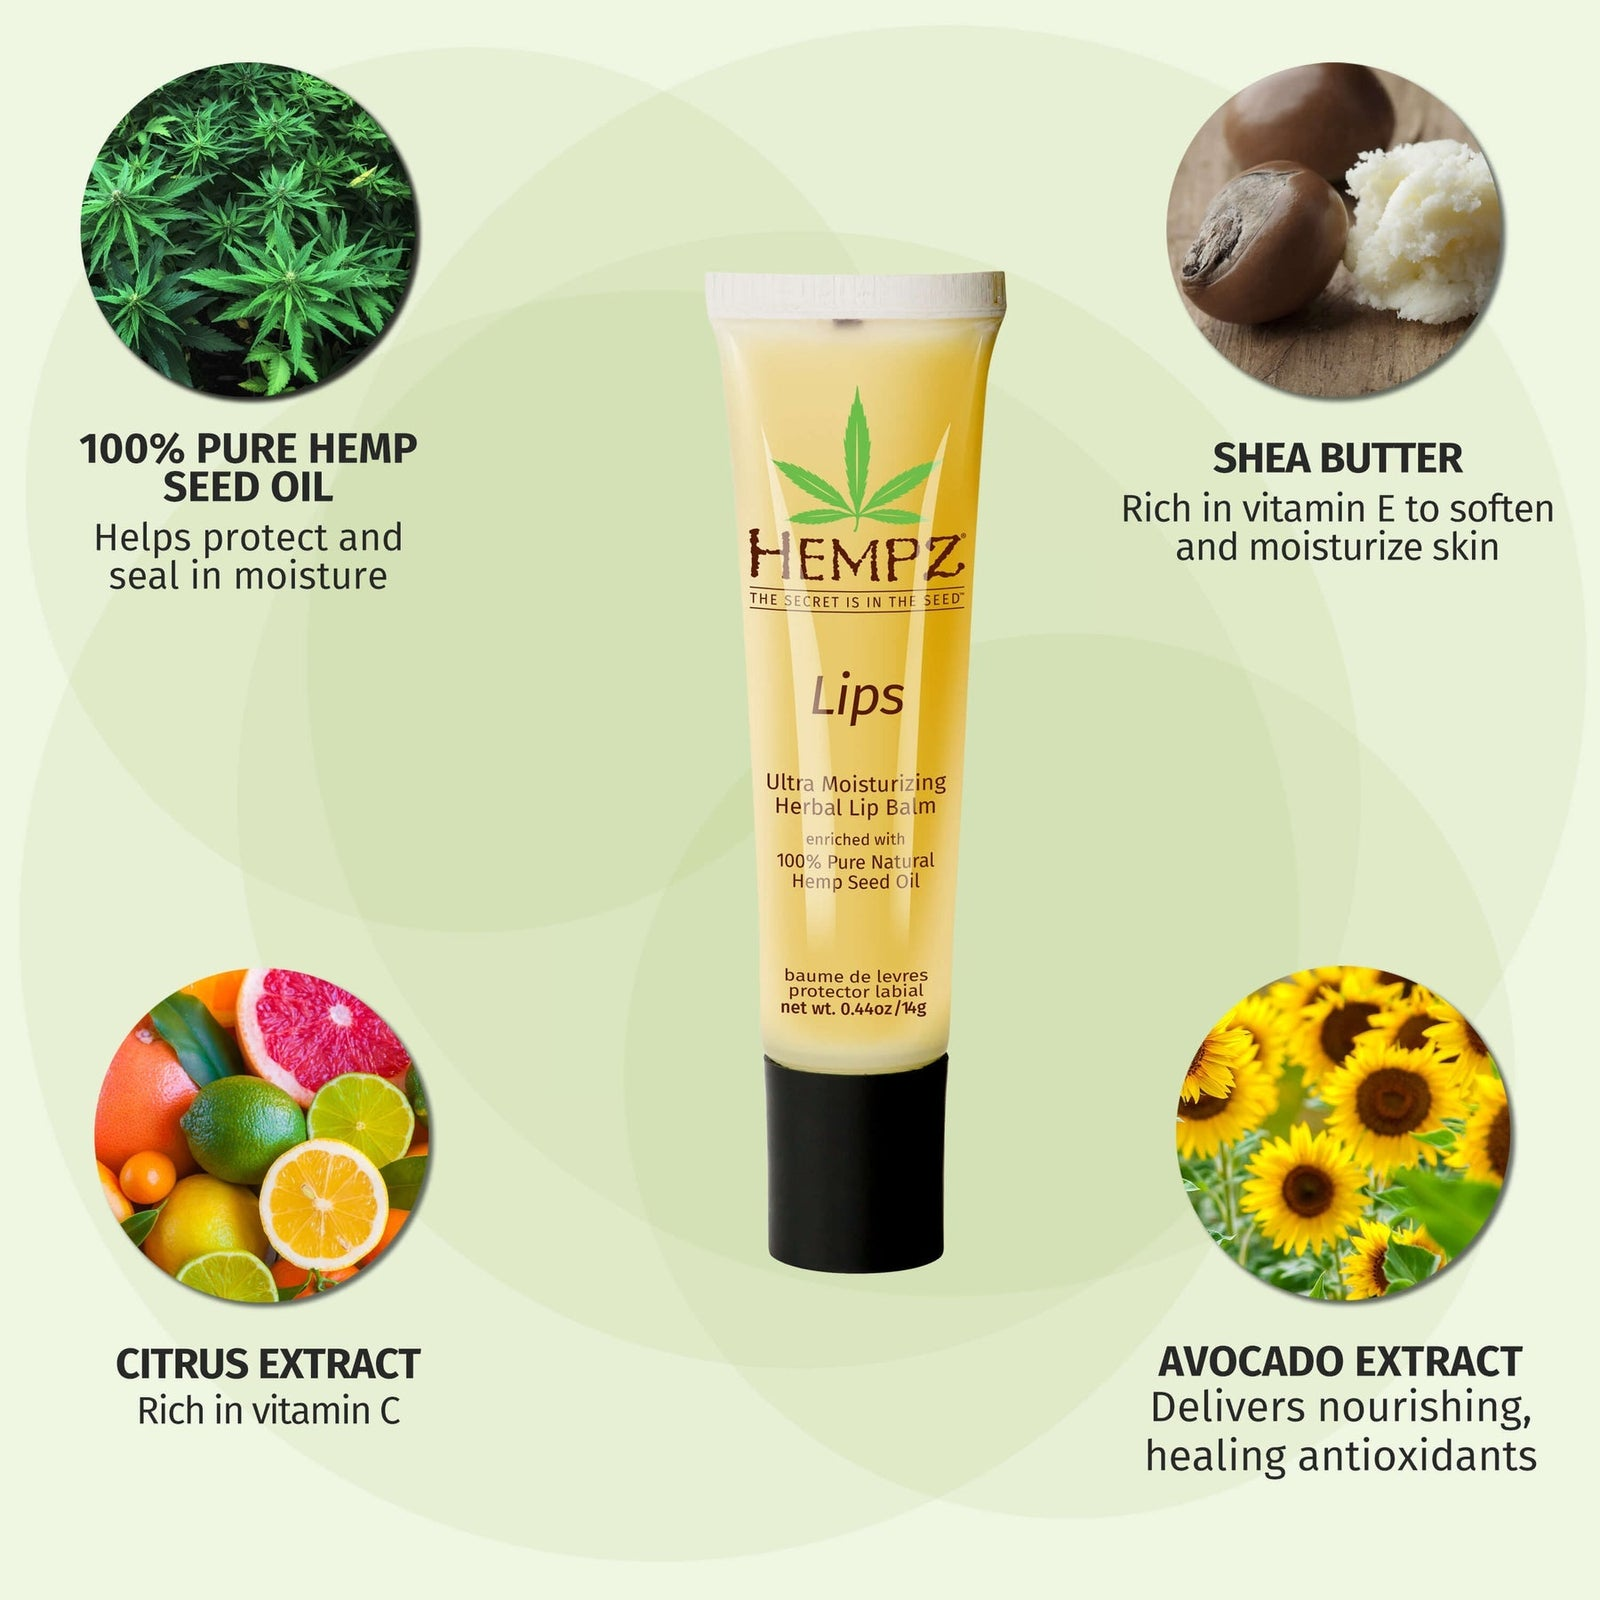 100% PURE HEMP
SEED OIL
Helps protect and
seal in moisture
SHEA BUTTER
Rich in vitamin E to soften
and moisturize skin
HEMPZ®
THE SECRET IS IN THE SEED™
Lips
Ultra Moisturizing
Herbal Lip Balm
enriched with
100% Pure Natural
Hemp Seed Oil
baume de levres
protector labial
net wt. 0.44oz/14g
CITRUS EXTRACT
Rich in vitamin C
AVOCADO EXTRACT
Delivers nourishing,
healing antioxidants